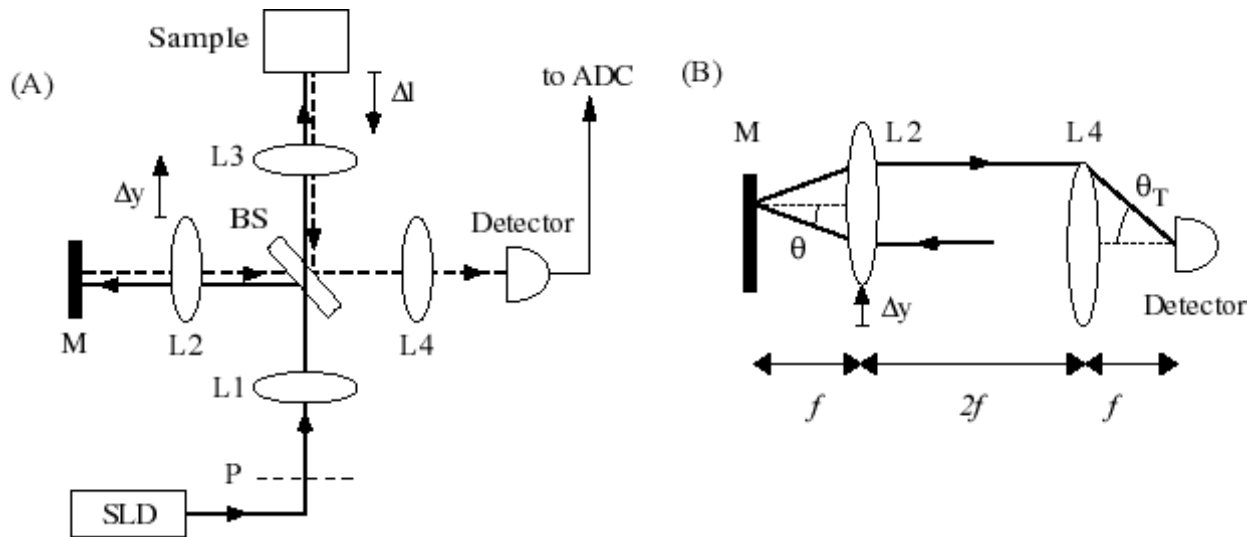 (A)
Sample
Δl
to ADC
L3
Δy
BS
Detector
M
L2
L4
L1
P
SLD
(B)
M
L2
L4
θ
θT
Δy
Detector
f
2f
f